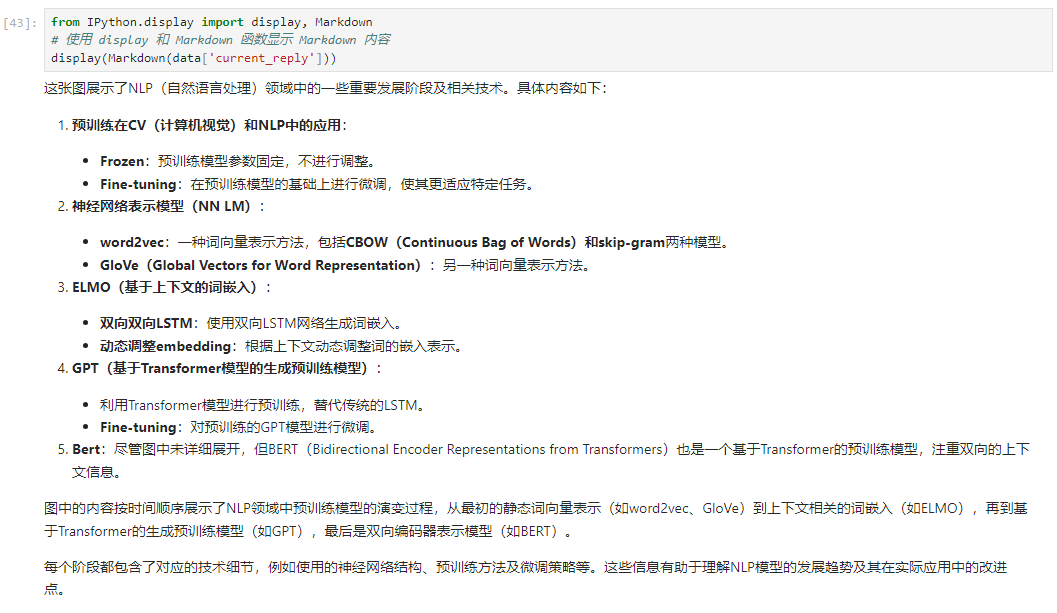 [43]:
from IPython.display import display, Markdown
# 使用 display 和 Markdown 函数显示 Markdown 内容
display(Markdown(data['current_reply']))
这张图展示了NLP（自然语言处理）领域中的一些重要发展阶段及相关技术。具体内容如下：
1. 预训练在CV（计算机视觉）和NLP中的应用：
• Frozen：预训练模型参数固定，不进行调整。
• Fine-tuning：在预训练模型的基础上进行微调，使其更适应特定任务。
2. 神经网络表示模型（NN LM）：
• word2vec：一种词向量表示方法，包括CBOW（Continuous Bag of Words）和skip-gram两种模型。
• GloVe（Global Vectors for Word Representation）：另一种词向量表示方法。
3. ELMO（基于上下文的词嵌入）：
• 双向双向LSTM：使用双向LSTM网络生成词嵌入。
• 动态调整embedding：根据上下文动态调整词的嵌入表示。
4. GPT（基于Transformer模型的生成预训练模型）：
• 利用Transformer模型进行预训练，替代传统的LSTM。
• Fine-tuning：对预训练的GPT模型进行微调。
5. Bert：尽管图中未详细展开，但BERT（Bidirectional Encoder Representations from Transformers）也是一个基于Transformer的预训练模型，注重双向的上下
文信息。
图中的内容按时间顺序展示了NLP领域中预训练模型的演变过程，从最初的静态词向量表示（如word2vec、GloVe）到上下文相关的词嵌入（如ELMO），再到基
于Transformer的生成预训练模型（如GPT），最后是双向编码器表示模型（如BERT）。
每个阶段都包含了对应的技术细节，例如使用的神经网络结构、预训练方法及微调策略等。这些信息有助于理解NLP模型的发展趋势及其在实际应用中的改进
点。